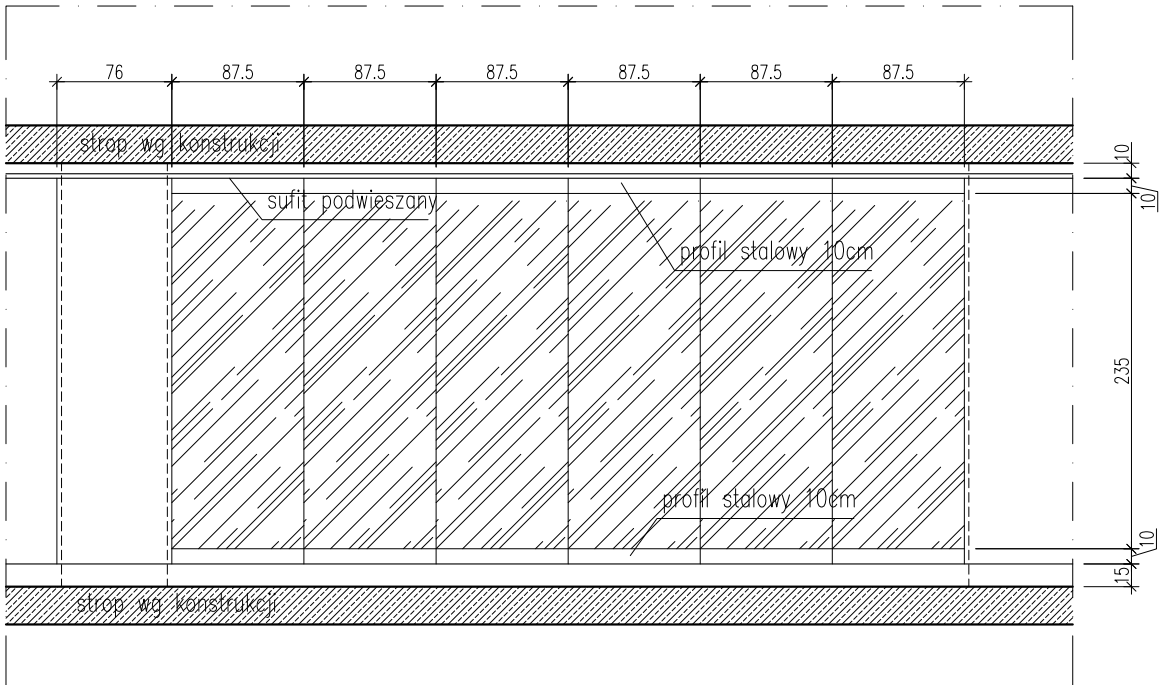 76 87.5 87.5 87.5 87.5 87.5 87.5
strop wg konstrukcji
10
sufit podwieszany
10
profil stalowy 10cm
235
profil stalowy 10cm
10
15
strop wg konstrukcji